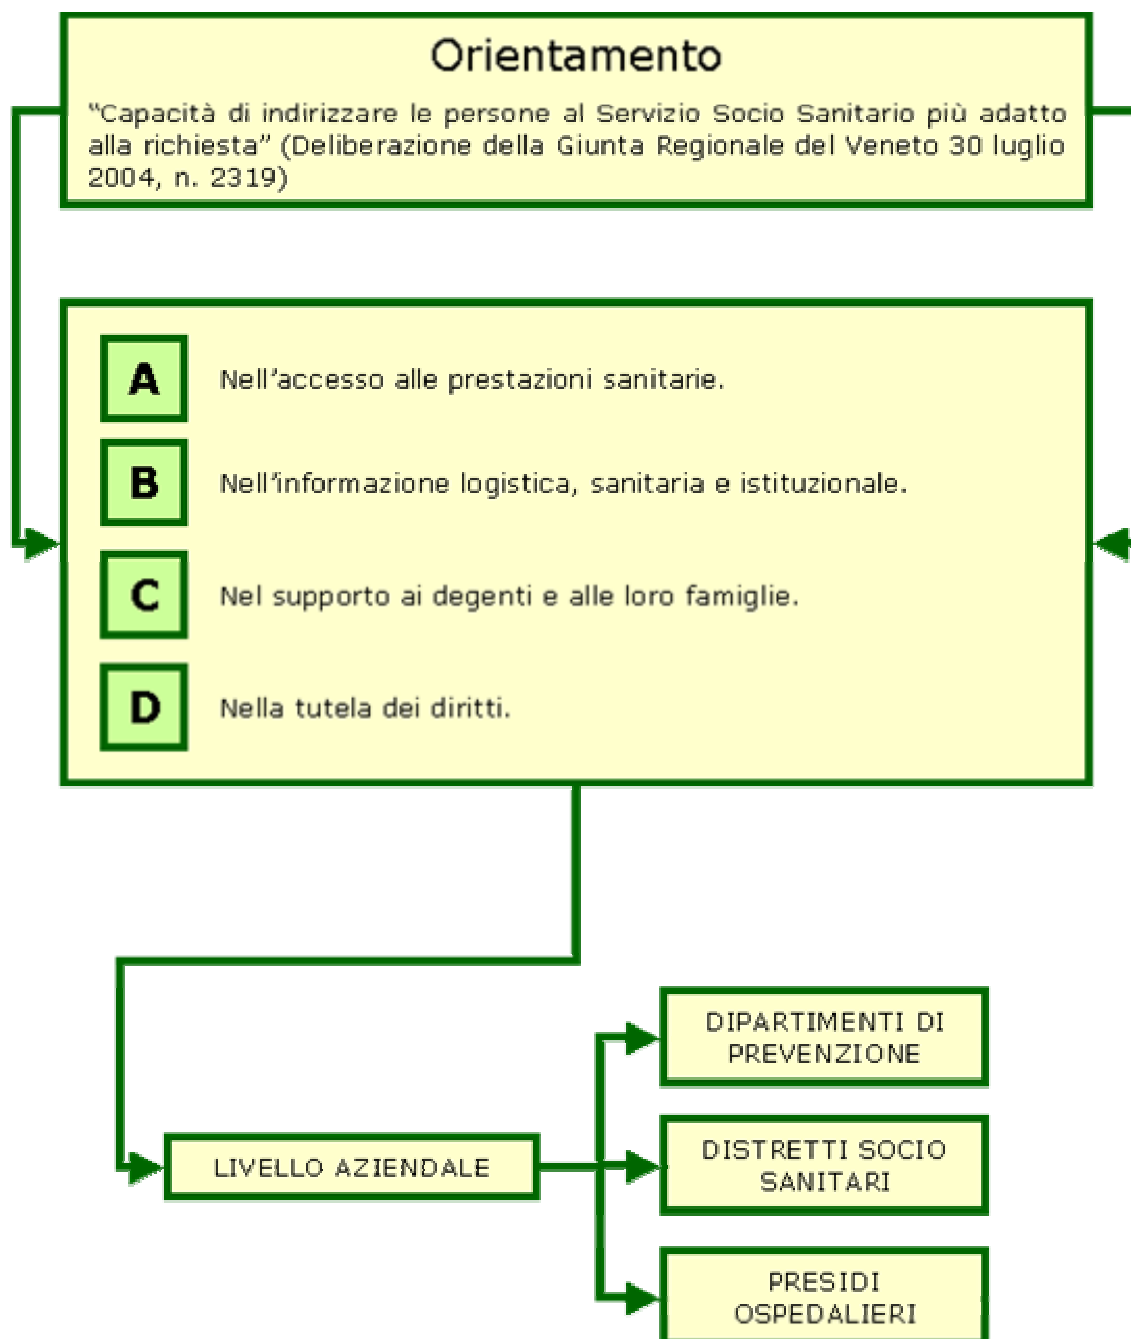 Orientamento
“Capacità di indirizzare le persone al Servizio Socio Sanitario più adatto
alla richiesta” (Deliberazione della Giunta Regionale del Veneto 30 luglio
2004, n. 2319)
A Nell’accesso alle prestazioni sanitarie.
B Nell’informazione logistica, sanitaria e istituzionale.
C Nel supporto ai degenti e alle loro famiglie.
D Nella tutela dei diritti.
DIPARTIMENTI DI
PREVENZIONE
LIVELLO AZIENDALE
DISTRETTI SOCIO
SANITARI
PRESIDI
OSPEDALIERI